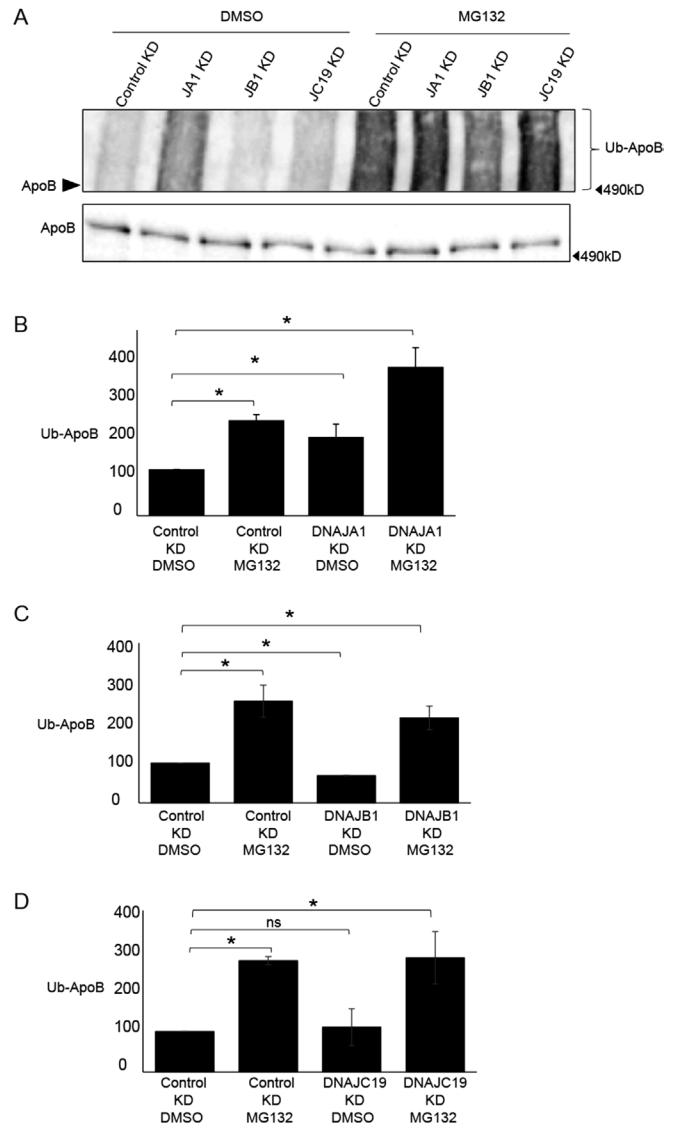 A
DMSO MG132
Control KD JA1 KD JB1 KD JC19 KD Control KD JA1 KD JB1 KD JC19 KD
Ub-ApoB
ApoB
490kD
ApoB
490kD
B
*
*
*
400
300
200
100
0
Ub-ApoB
Control KD DMSO
Control KD MG132
DNAJA1 KD DMSO
DNAJA1 KD MG132
C
*
*
*
400
300
200
100
0
Ub-ApoB
Control KD DMSO
Control KD MG132
DNAJB1 KD DMSO
DNAJB1 KD MG132
D
*
ns
*
400
300
200
100
0
Ub-ApoB
Control KD DMSO
Control KD MG132
DNAJC19 KD DMSO
DNAJC19 KD MG132